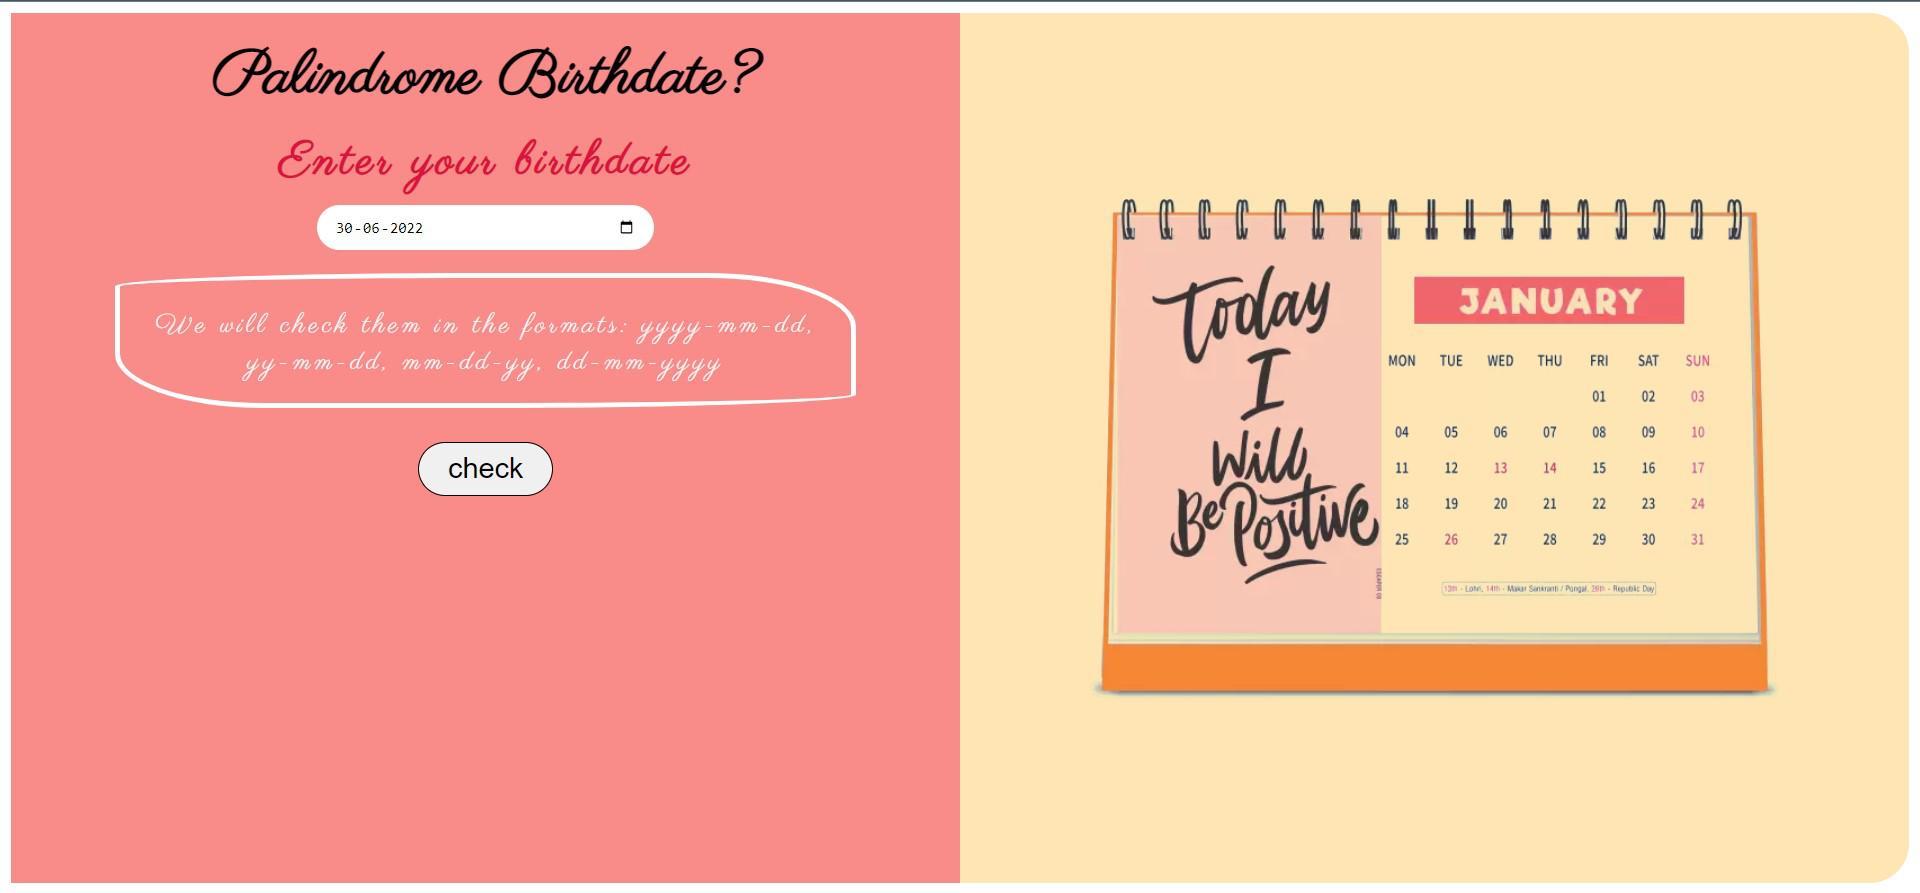 Palindrome Birthdate?
Enter your birthdate
30-06-2022
We will check them in the formats: yyyy-mm-dd,
yy-mm-dd, mm-dd-yy, dd-mm-yyyy
check
Today
I
Will
Be Positive
JANUARY
MON TUE WED THU FRI SAT SUN
01 02 03
04 05 06 07 08 09 10
11 12 13 14 15 16 17
18 19 20 21 22 23 24
25 26 27 28 29 30 31
13th - Lohri, 14th - Makar Sankranti / Pongal, 26th - Republic Day